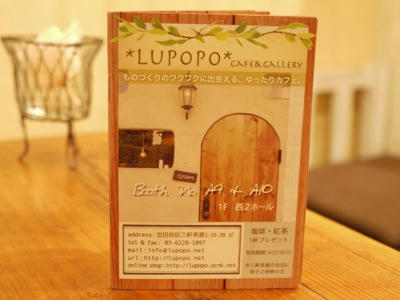 *LUPOPO*
CAFE&GALLERY
ものづくりのワクワクに出会える、ゆったりカフェ。
Booth No A9 & A10
1F 西2ホール
address: 世田谷区三軒茶屋1-35-20 1F
tel & fax: 03-6228-1097
mail: info@lupopo.net
url: http://lupopo.net
online shop: http://lupopo.ocnk.net
珈琲・紅茶
1杯プレゼント